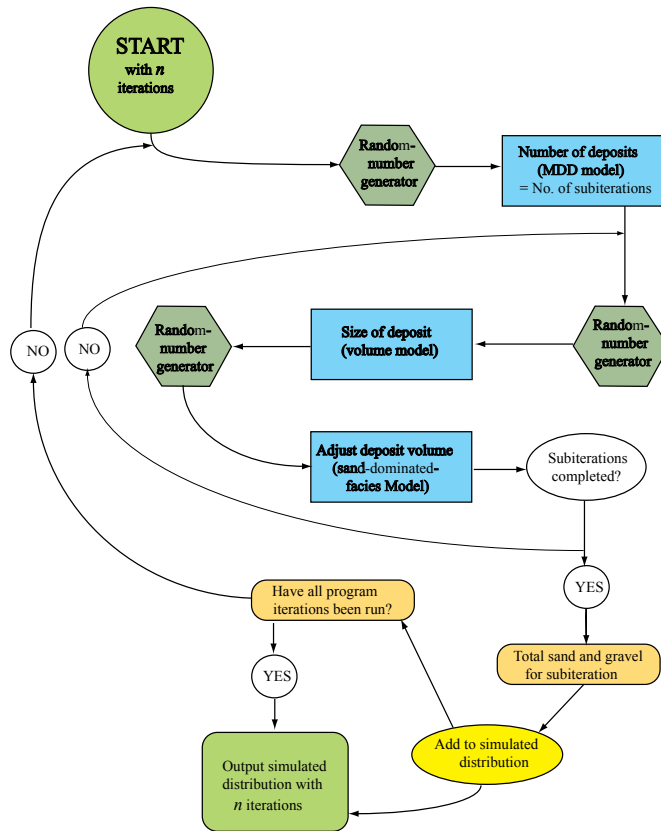 START
with n
iterations
Random-
number
generator
Number of deposits
(MDD model)
= No. of subiterations
Random-
number
generator
Size of deposit
(volume model)
Random-
number
generator
NO
NO
Adjust deposit volume
(sand-dominated-
facies Model)
Subiterations
completed?
YES
Total sand and gravel
for subiteration
Add to simulated
distribution
Have all program
iterations been run?
YES
Output simulated
distribution with
n iterations